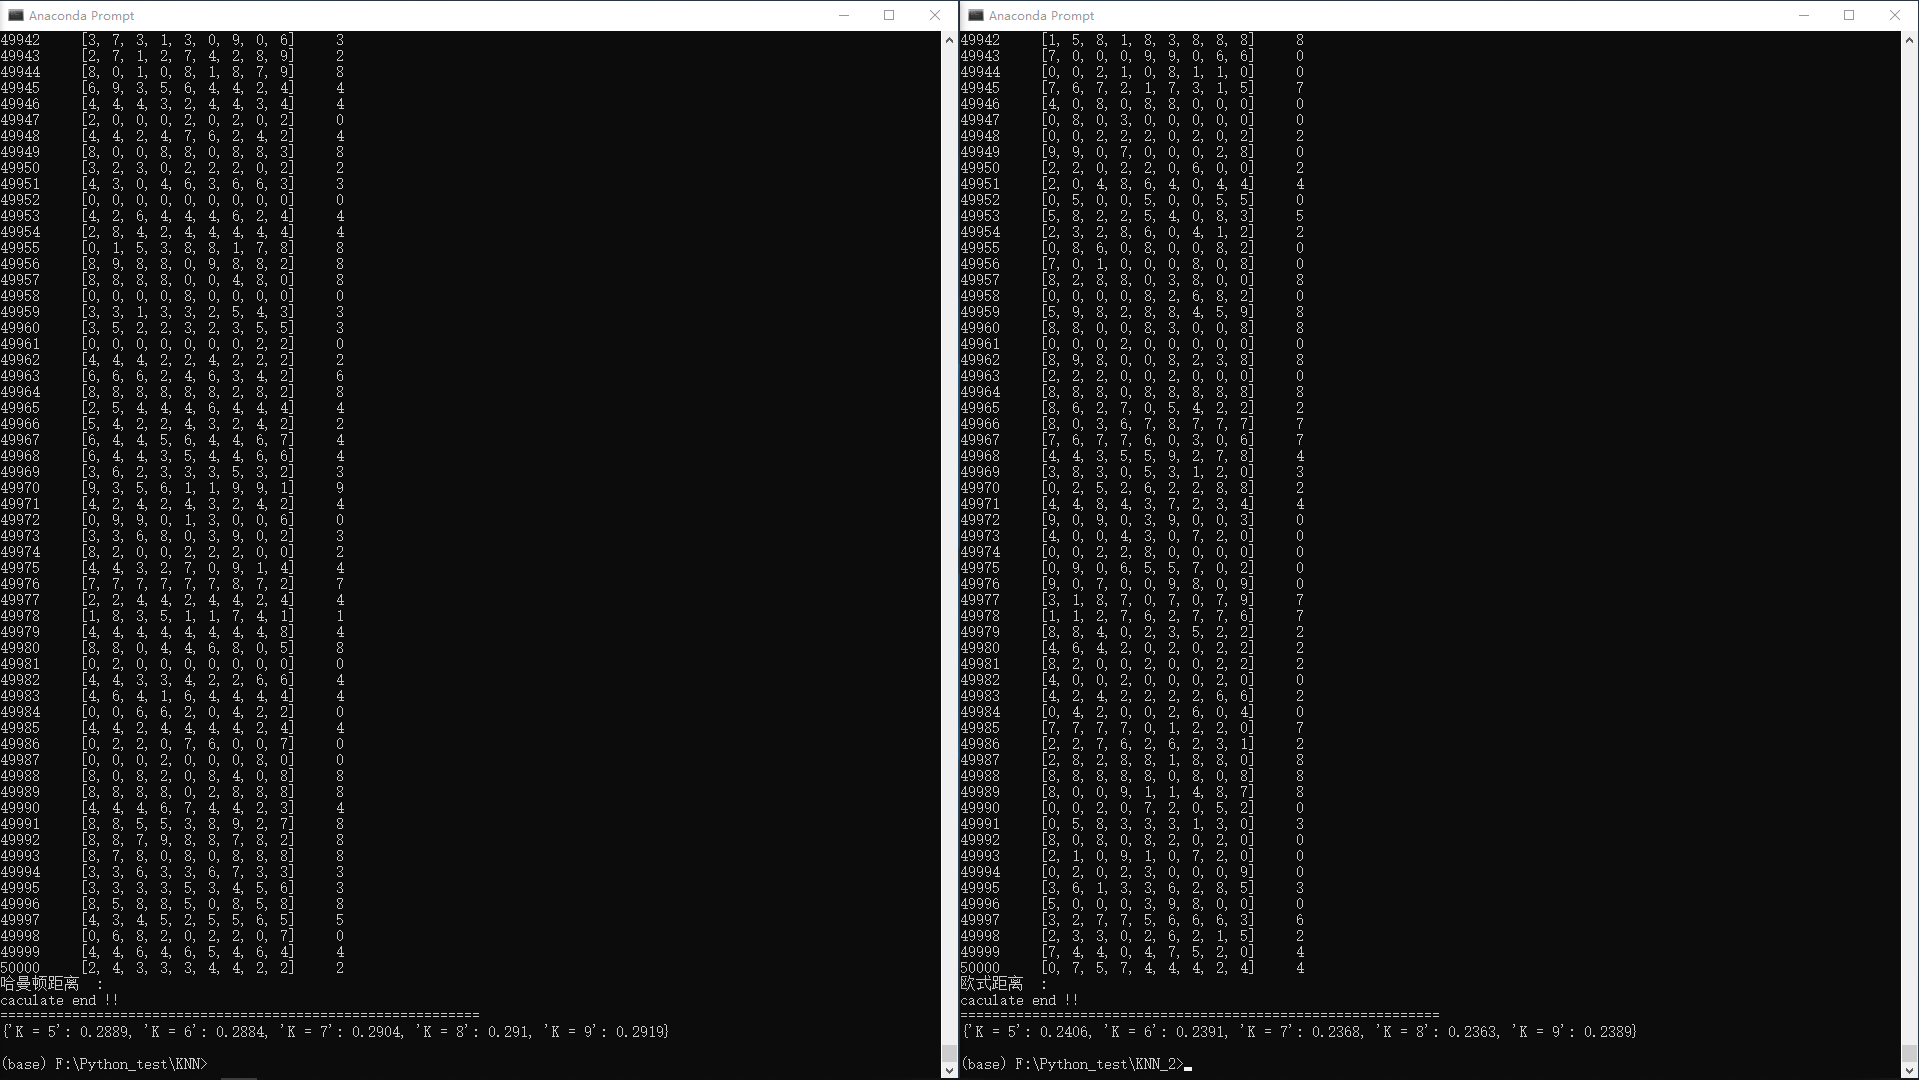 Anaconda Prompt
49942 [3, 7, 3, 1, 3, 0, 9, 0, 6] 3
49943 [2, 7, 1, 2, 7, 4, 2, 8, 9] 2
49944 [8, 0, 1, 0, 8, 1, 8, 7, 9] 8
49945 [6, 9, 3, 5, 6, 4, 4, 2, 4] 4
49946 [4, 4, 4, 3, 2, 4, 4, 3, 4] 4
49947 [2, 0, 0, 0, 2, 0, 2, 0, 2] 0
49948 [4, 4, 2, 4, 7, 6, 2, 4, 2] 4
49949 [8, 0, 0, 8, 8, 0, 8, 8, 3] 8
49950 [3, 2, 3, 0, 2, 2, 2, 0, 2] 2
49951 [4, 3, 0, 4, 6, 3, 6, 6, 3] 3
49952 [0, 0, 0, 0, 0, 0, 0, 0, 0] 0
49953 [4, 2, 6, 4, 4, 4, 6, 2, 4] 4
49954 [2, 8, 4, 2, 4, 4, 4, 4, 4] 4
49955 [0, 1, 5, 3, 8, 8, 1, 7, 8] 8
49956 [8, 9, 8, 8, 0, 9, 8, 8, 2] 8
49957 [8, 8, 8, 8, 0, 0, 4, 8, 0] 8
49958 [0, 0, 0, 0, 8, 0, 0, 0, 0] 0
49959 [3, 3, 1, 3, 3, 2, 5, 4, 3] 3
49960 [3, 5, 2, 2, 3, 2, 3, 5, 5] 3
49961 [0, 0, 0, 0, 0, 0, 0, 2, 2] 0
49962 [4, 4, 4, 2, 2, 4, 2, 2, 2] 2
49963 [6, 6, 6, 2, 4, 6, 3, 4, 2] 6
49964 [8, 8, 8, 8, 8, 8, 2, 8, 2] 8
49965 [2, 5, 4, 4, 4, 6, 4, 4, 4] 4
49966 [5, 4, 2, 2, 4, 3, 2, 4, 2] 2
49967 [6, 4, 4, 5, 6, 4, 4, 6, 7] 4
49968 [6, 4, 4, 3, 5, 4, 4, 6, 6] 4
49969 [3, 6, 2, 3, 3, 3, 5, 3, 2] 3
49970 [9, 3, 5, 6, 1, 1, 9, 9, 1] 9
49971 [4, 2, 4, 2, 4, 3, 2, 4, 2] 4
49972 [0, 9, 9, 0, 1, 3, 0, 0, 6] 0
49973 [3, 3, 6, 8, 0, 3, 9, 0, 2] 3
49974 [8, 2, 0, 0, 2, 2, 2, 0, 0] 2
49975 [4, 4, 3, 2, 7, 0, 9, 1, 4] 4
49976 [7, 7, 7, 7, 7, 7, 8, 7, 2] 7
49977 [2, 2, 4, 4, 2, 4, 4, 2, 4] 4
49978 [1, 8, 3, 5, 1, 1, 7, 4, 1] 1
49979 [4, 4, 4, 4, 4, 4, 4, 4, 8] 4
49980 [8, 8, 0, 4, 4, 6, 8, 0, 5] 8
49981 [0, 2, 0, 0, 0, 0, 0, 0, 0] 0
49982 [4, 4, 3, 3, 4, 2, 2, 6, 6] 4
49983 [4, 6, 4, 1, 6, 4, 4, 4, 4] 4
49984 [0, 0, 6, 6, 2, 0, 4, 2, 2] 0
49985 [4, 4, 2, 4, 4, 4, 4, 2, 4] 4
49986 [0, 2, 2, 0, 7, 6, 0, 0, 7] 0
49987 [0, 0, 0, 2, 0, 0, 0, 8, 0] 0
49988 [8, 0, 8, 2, 0, 8, 4, 0, 8] 8
49989 [8, 8, 8, 8, 0, 2, 8, 8, 8] 8
49990 [4, 4, 4, 6, 7, 4, 4, 2, 3] 4
49991 [8, 8, 5, 5, 3, 8, 9, 2, 7] 8
49992 [8, 8, 7, 9, 8, 8, 7, 8, 2] 8
49993 [8, 7, 8, 0, 8, 0, 8, 8, 8] 8
49994 [3, 3, 6, 3, 3, 6, 7, 3, 3] 3
49995 [3, 3, 3, 3, 5, 3, 4, 5, 6] 3
49996 [8, 5, 8, 8, 5, 0, 8, 5, 8] 8
49997 [4, 3, 4, 5, 2, 5, 5, 6, 5] 5
49998 [0, 6, 8, 2, 0, 2, 2, 0, 7] 0
49999 [4, 4, 6, 4, 6, 5, 4, 6, 4] 4
50000 [2, 4, 3, 3, 3, 4, 4, 2, 2] 2
哈曼顿距离 :
caculate end !!
============================================================
{'K = 5': 0.2889, 'K = 6': 0.2884, 'K = 7': 0.2904, 'K = 8': 0.291, 'K = 9': 0.2919}
(base) F:\Python_test\KNN>
Anaconda Prompt
49942 [1, 5, 8, 1, 8, 3, 8, 8, 8] 8
49943 [7, 0, 0, 0, 9, 9, 0, 6, 6] 0
49944 [0, 0, 2, 1, 0, 8, 1, 1, 0] 0
49945 [7, 6, 7, 2, 1, 7, 3, 1, 5] 7
49946 [4, 0, 8, 0, 8, 8, 0, 0, 0] 0
49947 [0, 8, 0, 3, 0, 0, 0, 0, 0] 0
49948 [0, 0, 2, 2, 2, 0, 2, 0, 2] 2
49949 [9, 9, 0, 7, 0, 0, 0, 2, 8] 0
49950 [2, 2, 0, 2, 2, 0, 6, 0, 0] 2
49951 [2, 0, 4, 8, 6, 4, 0, 4, 4] 4
49952 [0, 5, 0, 0, 5, 0, 0, 5, 5] 0
49953 [5, 8, 2, 2, 5, 4, 0, 8, 3] 5
49954 [2, 3, 2, 8, 6, 0, 4, 1, 2] 2
49955 [0, 8, 6, 0, 8, 0, 0, 8, 2] 0
49956 [7, 0, 1, 0, 0, 0, 8, 0, 8] 0
49957 [8, 2, 8, 8, 0, 3, 8, 0, 0] 8
49958 [0, 0, 0, 0, 8, 2, 6, 8, 2] 0
49959 [5, 9, 8, 2, 8, 8, 4, 5, 9] 8
49960 [8, 8, 0, 0, 8, 3, 0, 0, 8] 8
49961 [0, 0, 0, 2, 0, 0, 0, 0, 0] 0
49962 [8, 9, 8, 0, 0, 8, 2, 3, 8] 8
49963 [2, 2, 2, 0, 0, 2, 0, 0, 0] 0
49964 [8, 8, 8, 0, 8, 8, 8, 8, 8] 8
49965 [8, 6, 2, 7, 0, 5, 4, 2, 2] 2
49966 [8, 0, 3, 6, 7, 8, 7, 7, 7] 7
49967 [7, 6, 7, 7, 6, 0, 3, 0, 6] 7
49968 [4, 4, 3, 5, 5, 9, 2, 7, 8] 4
49969 [3, 8, 3, 0, 5, 3, 1, 2, 0] 3
49970 [0, 2, 5, 2, 6, 2, 2, 8, 8] 2
49971 [4, 4, 8, 4, 3, 7, 2, 3, 4] 4
49972 [9, 0, 9, 0, 3, 9, 0, 0, 3] 0
49973 [4, 0, 0, 4, 3, 0, 7, 2, 0] 0
49974 [0, 0, 2, 2, 8, 0, 0, 0, 0] 0
49975 [0, 9, 0, 6, 5, 5, 7, 0, 2] 0
49976 [9, 0, 7, 0, 0, 9, 8, 0, 9] 0
49977 [3, 1, 8, 7, 0, 7, 0, 7, 9] 7
49978 [1, 1, 2, 7, 6, 2, 7, 7, 6] 7
49979 [8, 8, 4, 0, 2, 3, 5, 2, 2] 2
49980 [4, 6, 4, 2, 0, 2, 0, 2, 2] 2
49981 [8, 2, 0, 0, 2, 0, 0, 2, 2] 2
49982 [4, 0, 0, 2, 0, 0, 0, 2, 0] 0
49983 [4, 2, 4, 2, 2, 2, 2, 6, 6] 2
49984 [0, 4, 2, 0, 0, 2, 6, 0, 4] 0
49985 [7, 7, 7, 7, 0, 1, 2, 2, 0] 7
49986 [2, 2, 7, 6, 2, 6, 2, 3, 1] 2
49987 [2, 8, 2, 8, 8, 1, 8, 8, 0] 8
49988 [8, 8, 8, 8, 8, 0, 8, 0, 8] 8
49989 [8, 0, 0, 9, 1, 1, 4, 8, 7] 8
49990 [0, 0, 2, 0, 7, 2, 0, 5, 2] 0
49991 [0, 5, 8, 3, 3, 3, 1, 3, 0] 3
49992 [8, 0, 8, 0, 8, 2, 0, 2, 0] 0
49993 [2, 1, 0, 9, 1, 0, 7, 2, 0] 0
49994 [0, 2, 0, 2, 3, 0, 0, 0, 9] 0
49995 [3, 6, 1, 3, 3, 6, 2, 8, 5] 3
49996 [5, 0, 0, 0, 3, 9, 8, 0, 0] 0
49997 [3, 2, 7, 7, 5, 6, 6, 6, 3] 6
49998 [2, 3, 3, 0, 2, 6, 2, 1, 5] 2
49999 [7, 4, 4, 0, 4, 7, 5, 2, 0] 4
50000 [0, 7, 5, 7, 4, 4, 4, 2, 4] 4
欧式距离 :
caculate end !!
============================================================
{'K = 5': 0.2406, 'K = 6': 0.2391, 'K = 7': 0.2368, 'K = 8': 0.2363, 'K = 9': 0.2389}
(base) F:\Python_test\KNN_2>